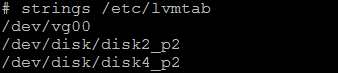 # strings /etc/lvmtab
/dev/vg00
/dev/disk/disk2_p2
/dev/disk/disk4_p2